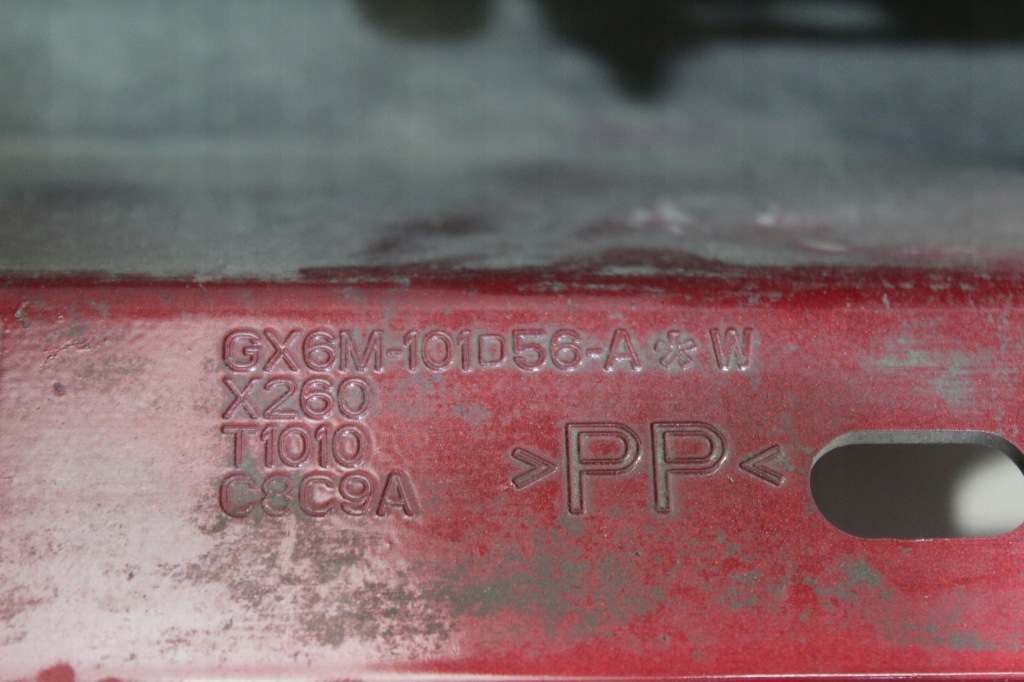 GX6M-101D56-A * W
X260
T1010
C8C9A
>PP<